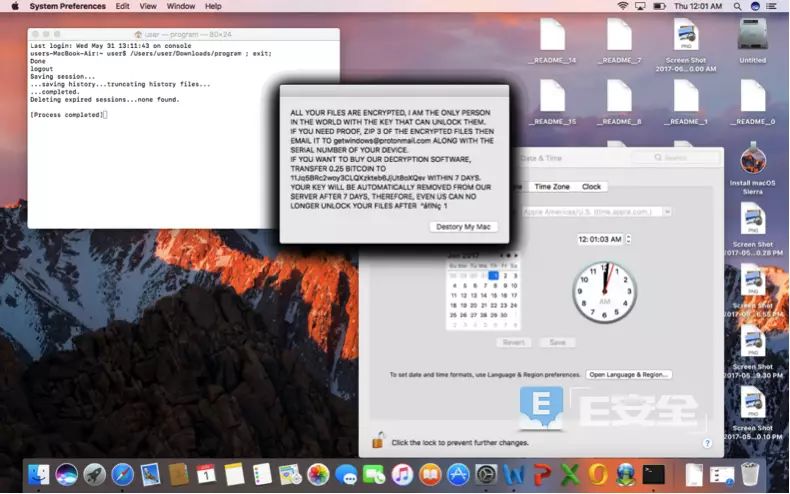 System Preferences Edit View Window Help
Thu 12:01 AM
user — program — 80×24
Last login: Wed May 31 13:11:43 on console
users-MacBook-Air:~ user$ /Users/user/Downloads/program ; exit;
Done
logout
Saving session...
...saving history...truncating history files...
...completed.
Deleting expired sessions...none found.
[Process completed]
ALL YOUR FILES ARE ENCRYPTED, I AM THE ONLY PERSON
IN THE WORLD WITH THE KEY THAT CAN UNLOCK THEM.
IF YOU NEED PROOF, ZIP 3 OF THE ENCRYPTED FILES THEN
EMAIL IT TO getwindows@protonmail.com ALONG WITH THE
SERIAL NUMBER OF YOUR DEVICE.
IF YOU WANT TO BUY OUR DECRYPTION SOFTWARE,
TRANSFER 0.25 BITCOIN TO
WITHIN 7 DAYS.
YOUR KEY WILL BE AUTOMATICALLY REMOVED FROM OUR
SERVER AFTER 7 DAYS, THEREFORE, EVEN US CAN NO
LONGER UNLOCK YOUR FILES AFTER
Destory My Mac
Date & Time
Search
Time Zone
Clock
Apple Americas/U.S. (time.apple.com.)
12:01:03 AM
Jun 2017
AM
Revert
Save
To set date and time formats, use Language & Region preferences.
Open Language & Region...
Click the lock to prevent further changes.
?
__README__14
__README__7
Screen Shot
2017-05...0.00 AM
Untitled
__README__15
__README__8
__README__1
__README__0
Install macOS
Sierra
Screen Shot
2017-05...0.28 PM
Screen Shot
2017-05...6.55 PM
Screen Shot
2017-05...9.30 PM
Screen Shot
2017-05...0.10 PM
E安全